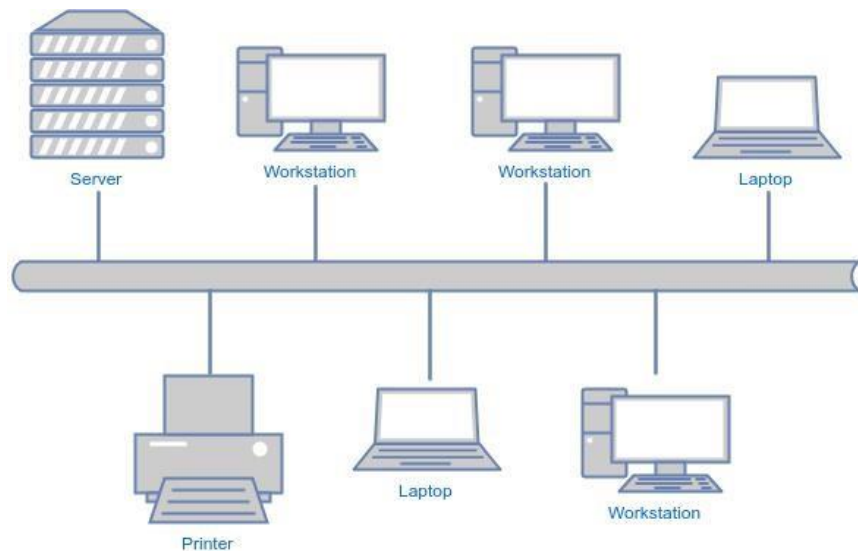 Server
Workstation
Workstation
Laptop
Printer
Laptop
Workstation